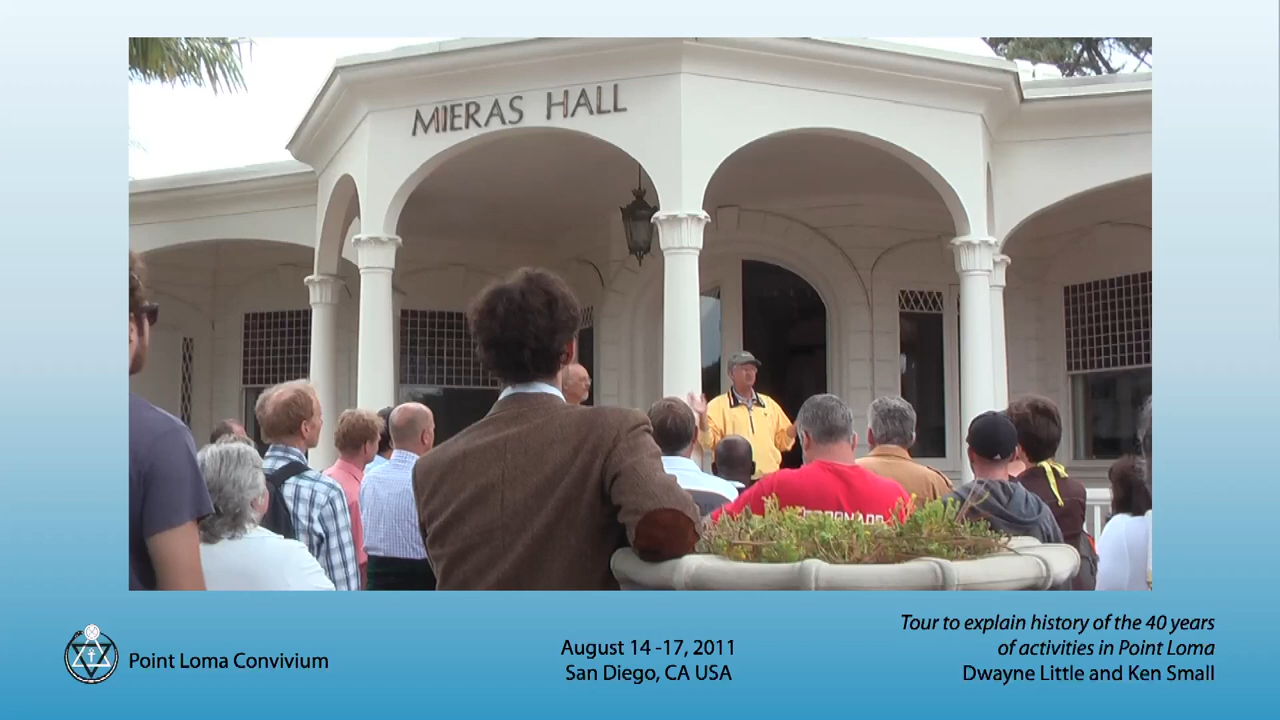 MIERAS HALL
CORONADO
Point Loma Convivium
August 14 -17, 2011
San Diego, CA USA
Tour to explain history of the 40 years
of activities in Point Loma
Dwayne Little and Ken Small